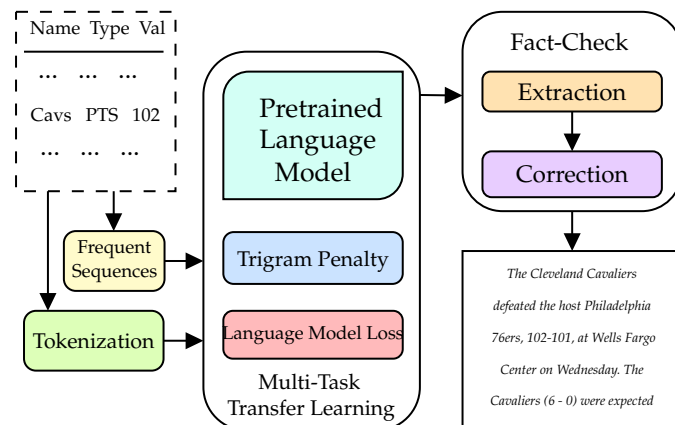 Name Type Val
... ... ...
Cavs PTS 102
... ... ...
Frequent
Sequences
Tokenization
Pretrained
Language
Model
Trigram Penalty
Language Model Loss
Multi-Task
Transfer Learning
Fact-Check
Extraction
Correction
The Cleveland Cavaliers
defeated the host Philadelphia
76ers, 102-101, at Wells Fargo
Center on Wednesday. The
Cavaliers (6 - 0) were expected